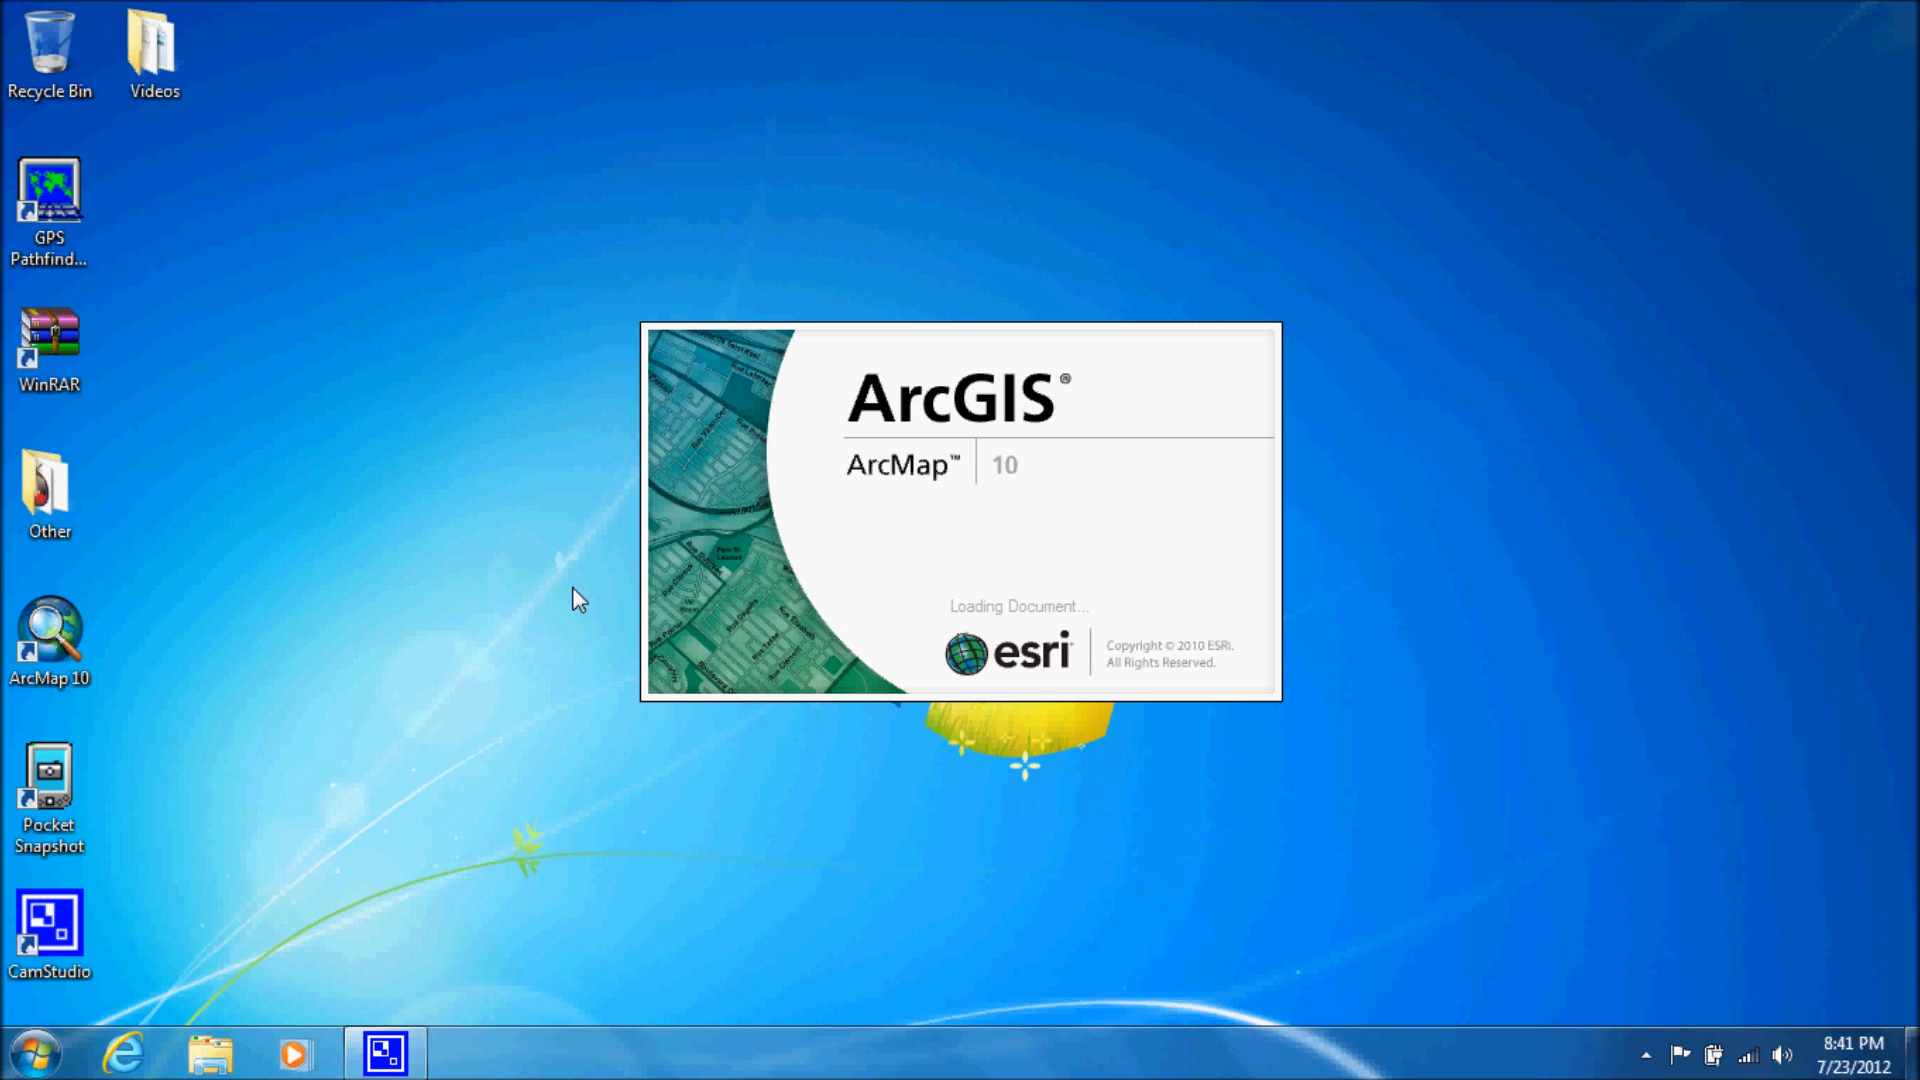 Recycle Bin
Videos
GPS
Pathfind...
WinRAR
Other
ArcMap 10
Pocket
Snapshot
CamStudio
ArcGIS®
ArcMap™ 10
Loading Document...
esri
Copyright © 2010 ESRI.
All Rights Reserved.
8:41 PM
7/23/2012